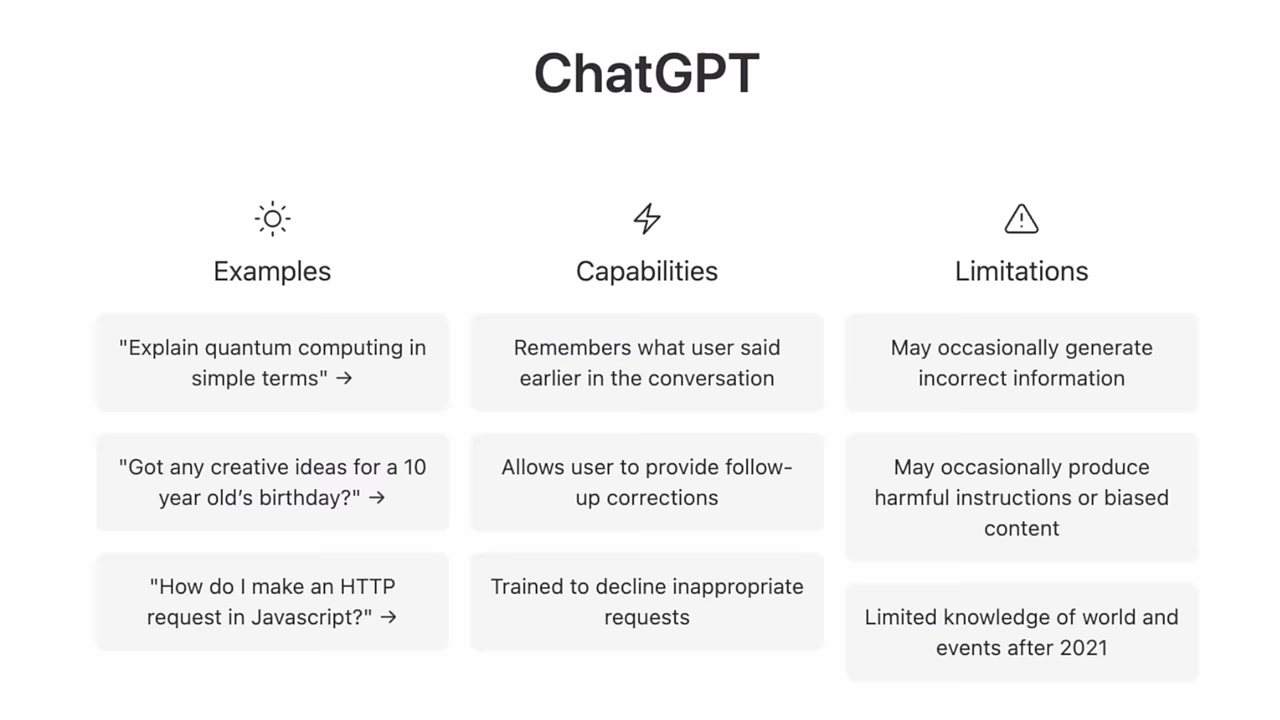 ChatGPT
Examples
"Explain quantum computing in
simple terms" →
"Got any creative ideas for a 10
year old’s birthday?" →
"How do I make an HTTP
request in Javascript?" →
Capabilities
Remembers what user said
earlier in the conversation
Allows user to provide follow-
up corrections
Trained to decline inappropriate
requests
Limitations
May occasionally generate
incorrect information
May occasionally produce
harmful instructions or biased
content
Limited knowledge of world and
events after 2021